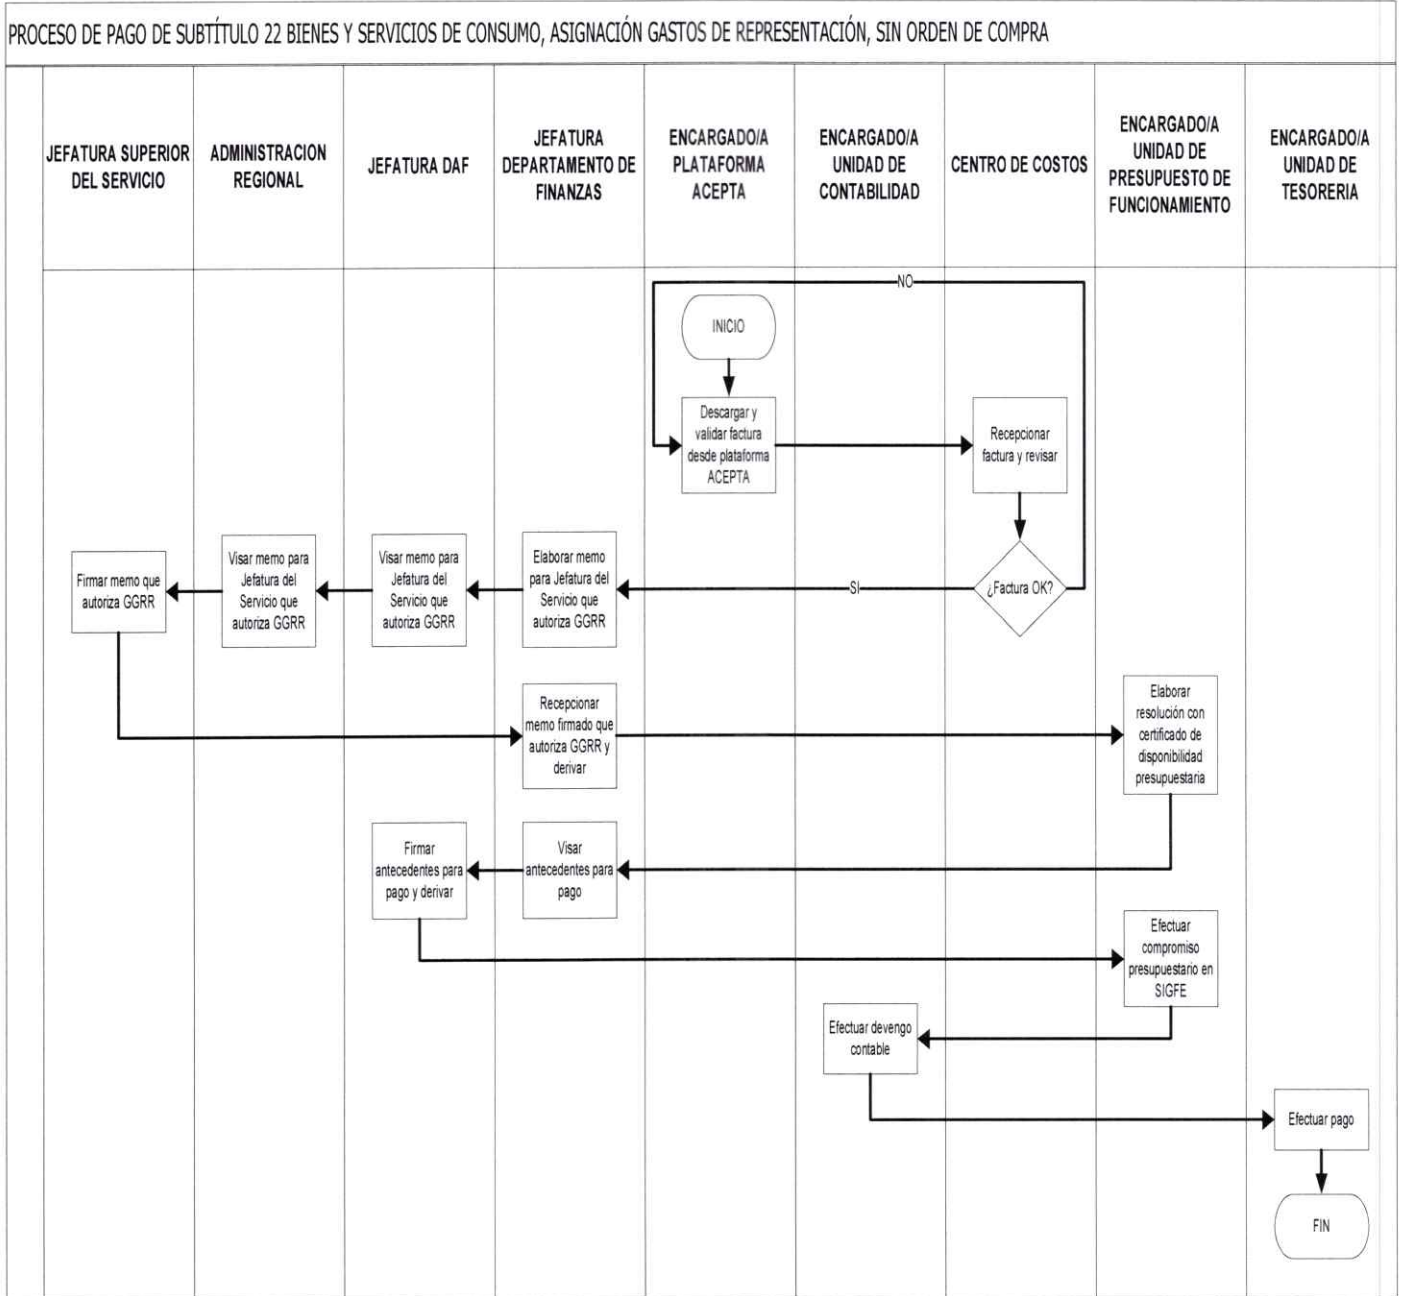 PROCESO DE PAGO DE SUBTÍTULO 22 BIENES Y SERVICIOS DE CONSUMO, ASIGNACIÓN GASTOS DE REPRESENTACIÓN, SIN ORDEN DE COMPRA
JEFATURA SUPERIOR
DEL SERVICIO
ADMINISTRACION
REGIONAL
JEFATURA DAF
JEFATURA
DEPARTAMENTO DE
FINANZAS
ENCARGADO/A
PLATAFORMA
ACEPTA
ENCARGADO/A
UNIDAD DE
CONTABILIDAD
CENTRO DE COSTOS
ENCARGADO/A
UNIDAD DE
PRESUPUESTO DE
FUNCIONAMIENTO
ENCARGADO/A
UNIDAD DE
TESORERIA
NO
INICIO
Descargar y
validar factura
desde plataforma
ACEPTA
Recepcionar
factura y revisar
¿Factura OK?
SI
Elaborar memo
para Jefatura del
Servicio que
autoriza GGRR
Visar memo para
Jefatura del
Servicio que
autoriza GGRR
Visar memo para
Jefatura del
Servicio que
autoriza GGRR
Firmar memo que
autoriza GGRR
Recepcionar
memo firmado que
autoriza GGRR y
derivar
Elaborar
resolución con
certificado de
disponibilidad
presupuestaria
Visar
antecedentes para
pago
Firmar
antecedentes para
pago y derivar
Efectuar
compromiso
presupuestario en
SIGFE
Efectuar devengo
contable
Efectuar pago
FIN